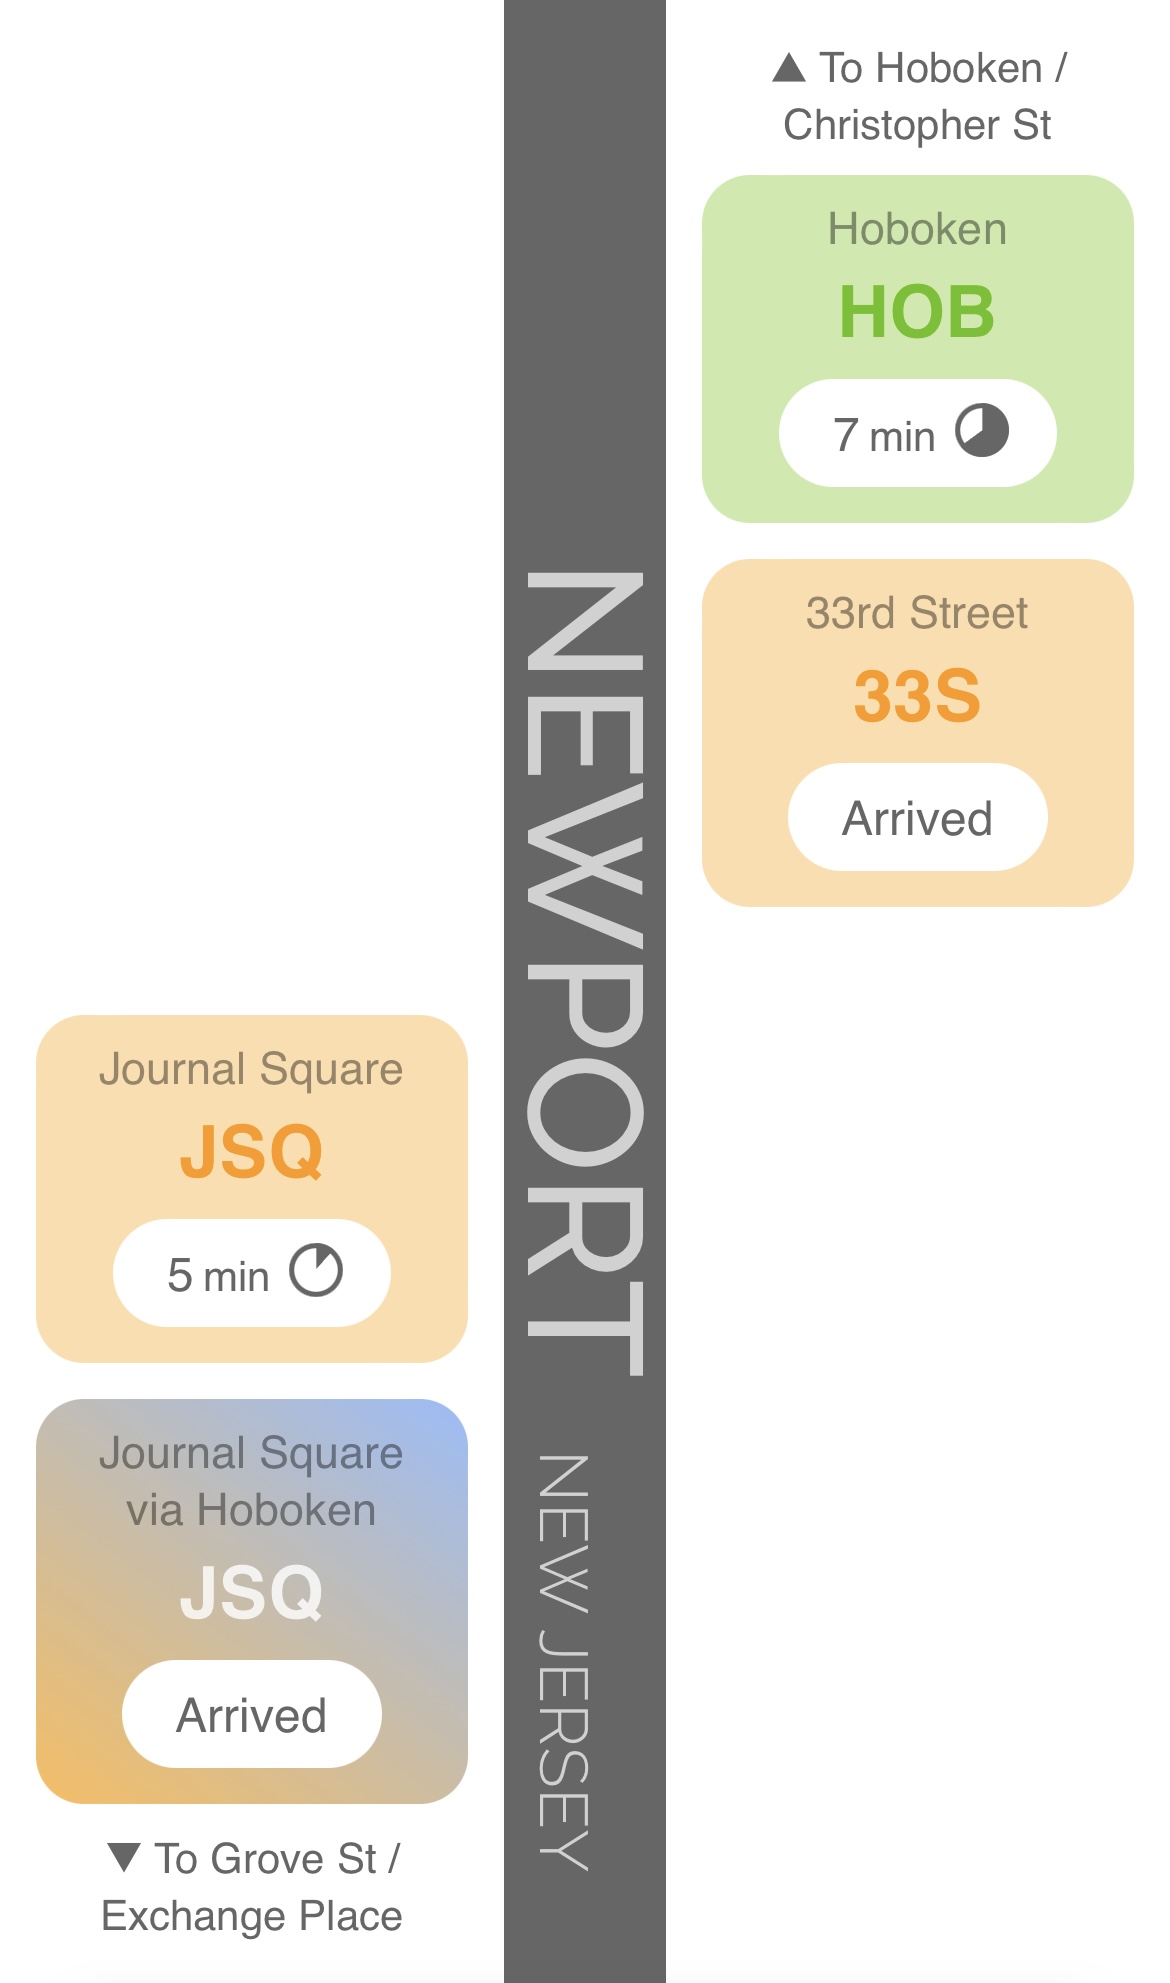 ▲ To Hoboken /
Christopher St
Hoboken
HOB
7 min
33rd Street
33S
Arrived
NEWPORT
NEW JERSEY
Journal Square
JSQ
5 min
Journal Square
via Hoboken
JSQ
Arrived
▼ To Grove St /
Exchange Place